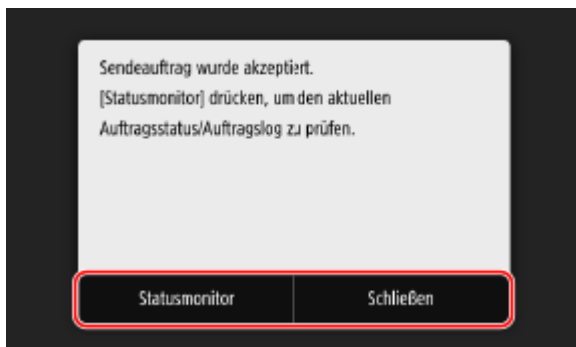 Sendeauftrag wurde akzeptiert.
[Statusmonitor] drücken, um den aktuellen
Auftragsstatus/Auftragslog zu prüfen.
Statusmonitor
Schließen